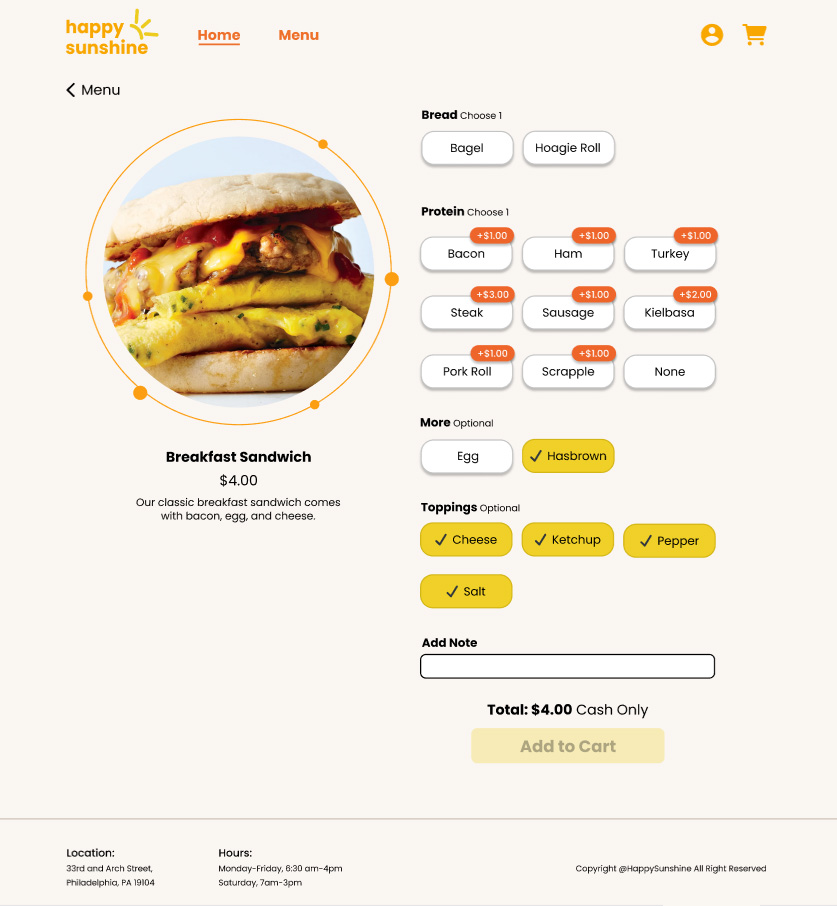 happy
sunshine
Home
Menu
Menu
Breakfast Sandwich
$4.00
Our classic breakfast sandwich comes
with bacon, egg, and cheese.
Bread Choose 1
Bagel
Hoagie Roll
Protein Choose 1
+$1.00
Bacon
+$1.00
Ham
+$1.00
Turkey
+$3.00
Steak
+$1.00
Sausage
+$2.00
Kielbasa
+$1.00
Pork Roll
+$1.00
Scrapple
None
More Optional
Egg
Hasbrown
Toppings Optional
Cheese
Ketchup
Pepper
Salt
Add Note
Total: $4.00 Cash Only
Add to Cart
Location:
33rd and Arch Street,
Philadelphia, PA 19104
Hours:
Monday-Friday, 6:30 am-4pm
Saturday, 7am-3pm
Copyright @HappySunshine All Right Reserved